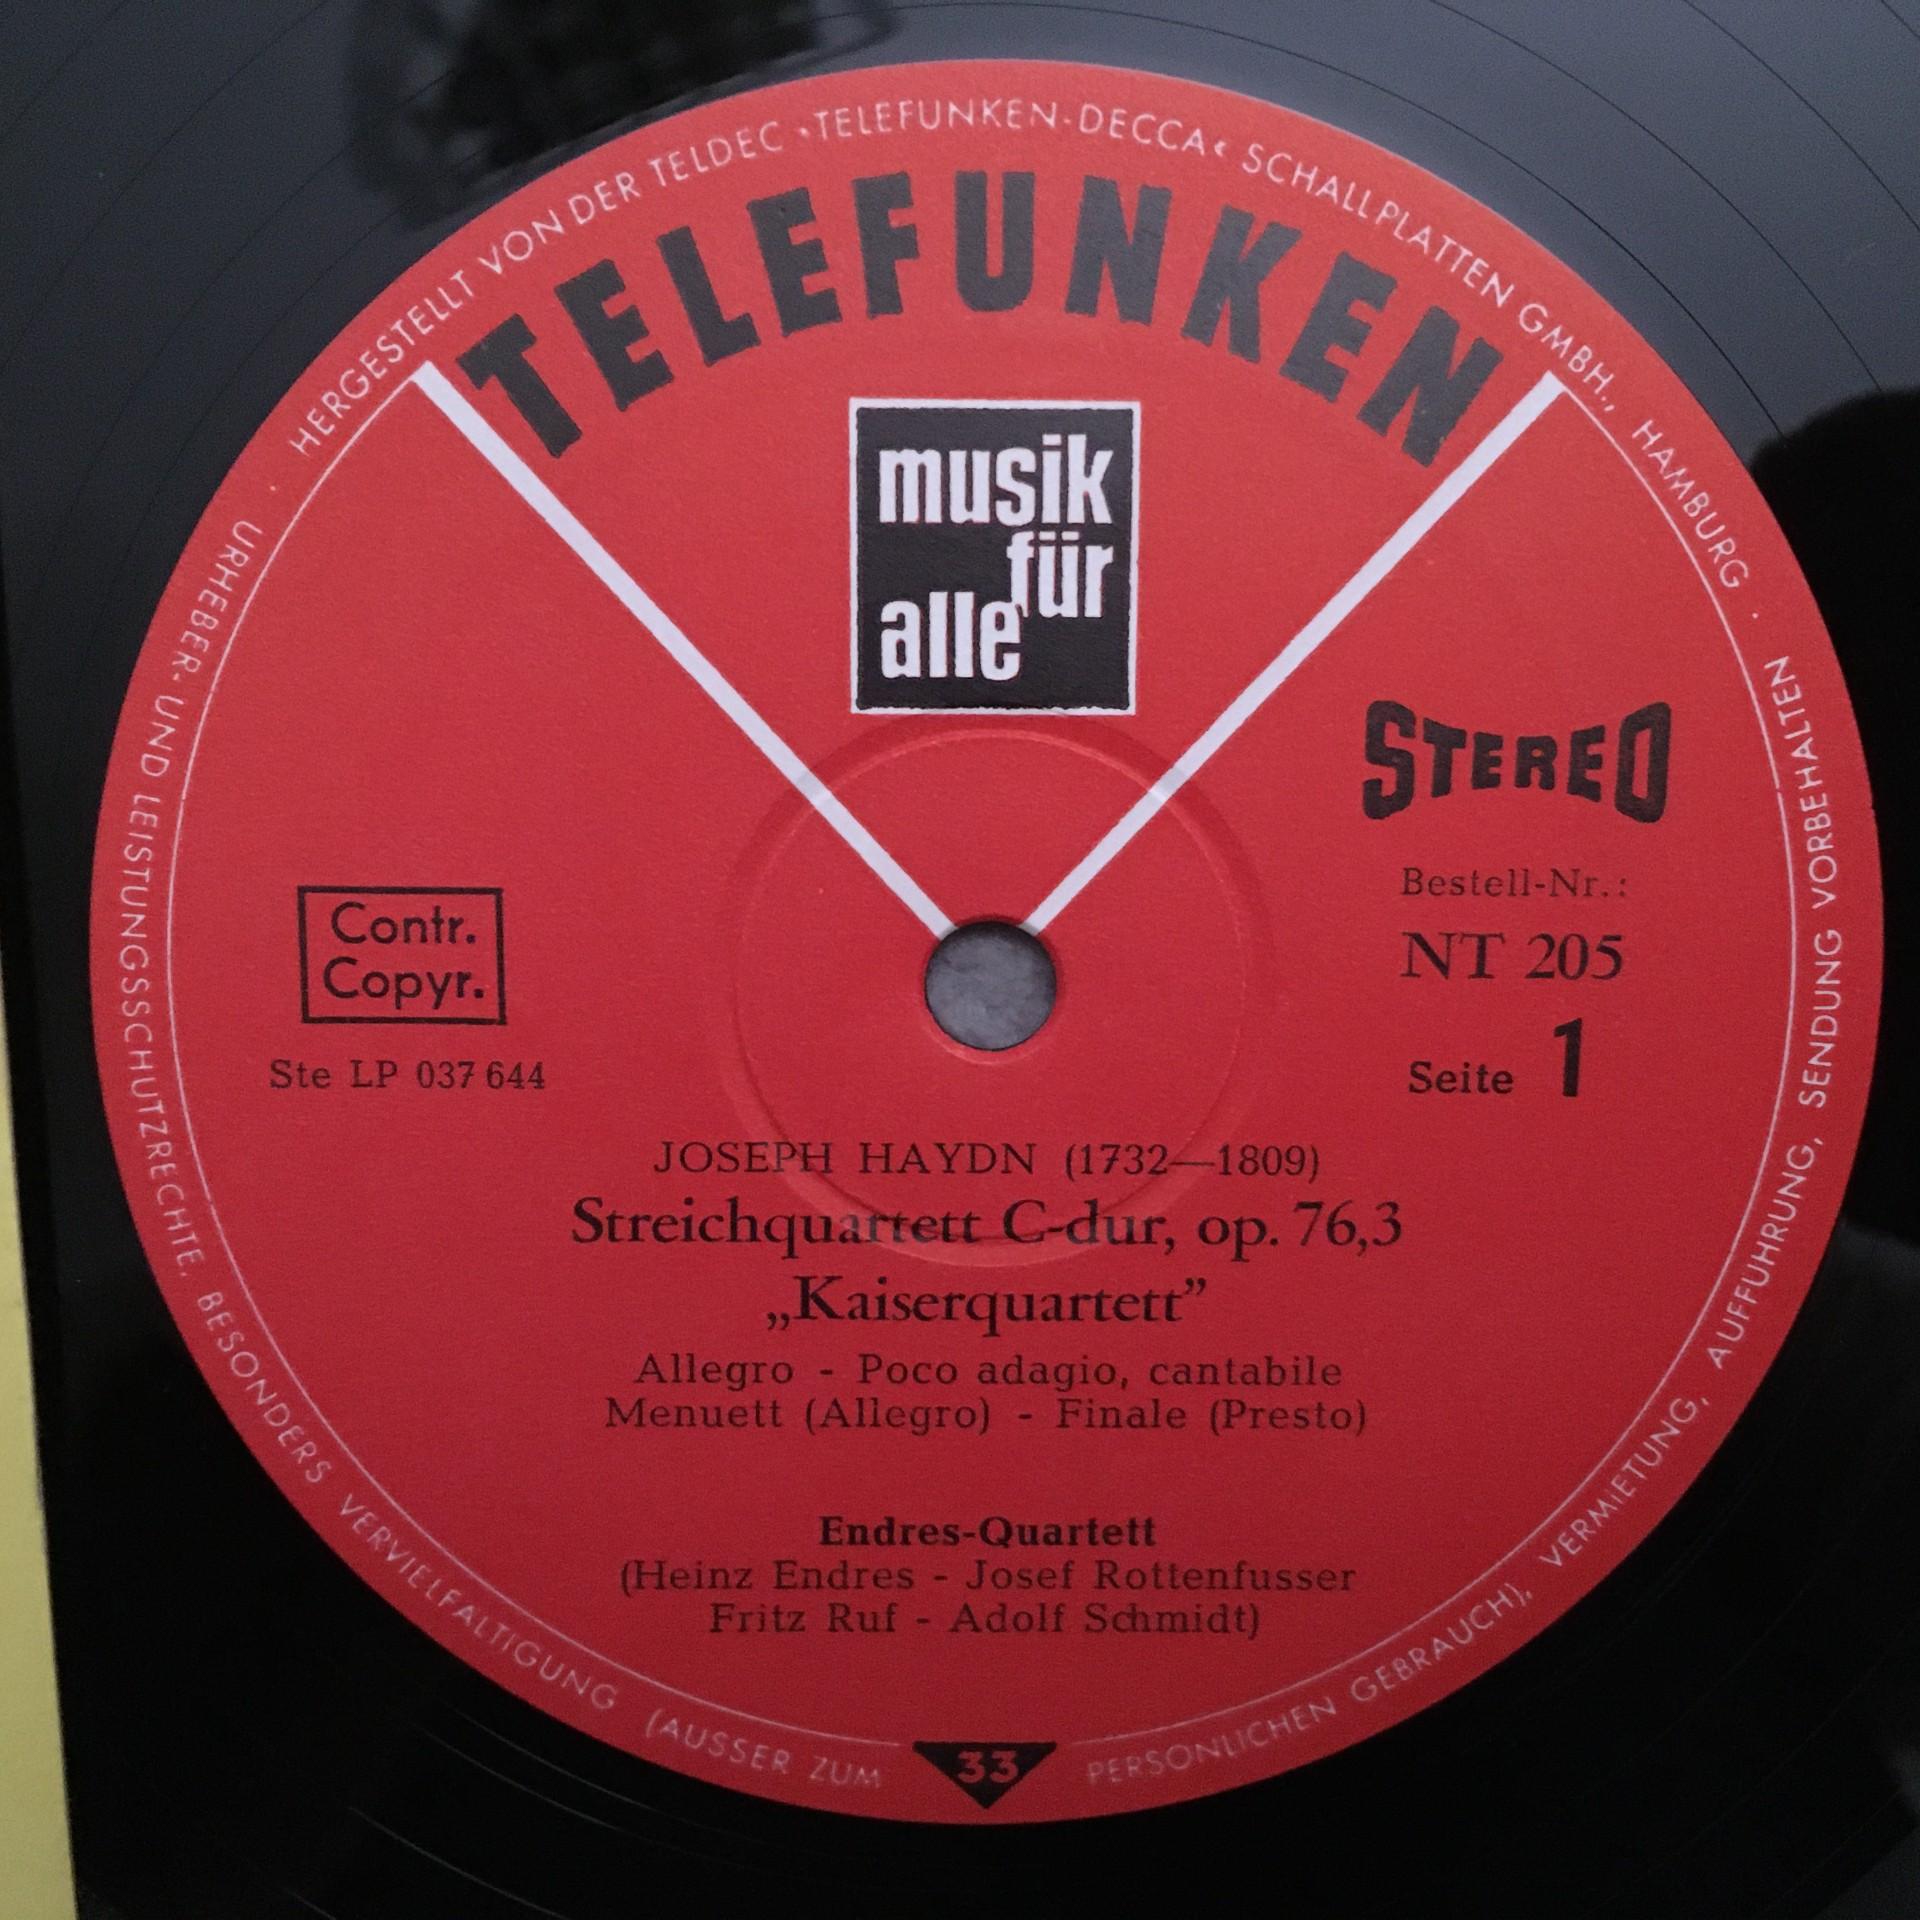 HERGESTELLT VON DER TELDEC »TELEFUNKEN-DECCA« SCHALLPLATTEN GMBH., HAMBURG ·
TELEFUNKEN
musik
für
alle
STEREO
Bestell-Nr.:
NT 205
Seite 1
Contr.
Copyr.
Ste LP 037 644
JOSEPH HAYDN (1732—1809)
Streichquartett C-dur, op. 76,3
„Kaiserquartett”
Allegro - Poco adagio, cantabile
Menuett (Allegro) - Finale (Presto)
Endres-Quartett
(Heinz Endres - Josef Rottenfusser
Fritz Ruf - Adolf Schmidt)
33
URHEBER- UND LEISTUNGSSCHUTZRECHTE, BESONDERS VERVIELFALTIGUNG (AUSSER ZUM PERSONLICHEN GEBRAUCH), VERMIETUNG, AUFFUHRUNG, SENDUNG VORBEHALTEN ·